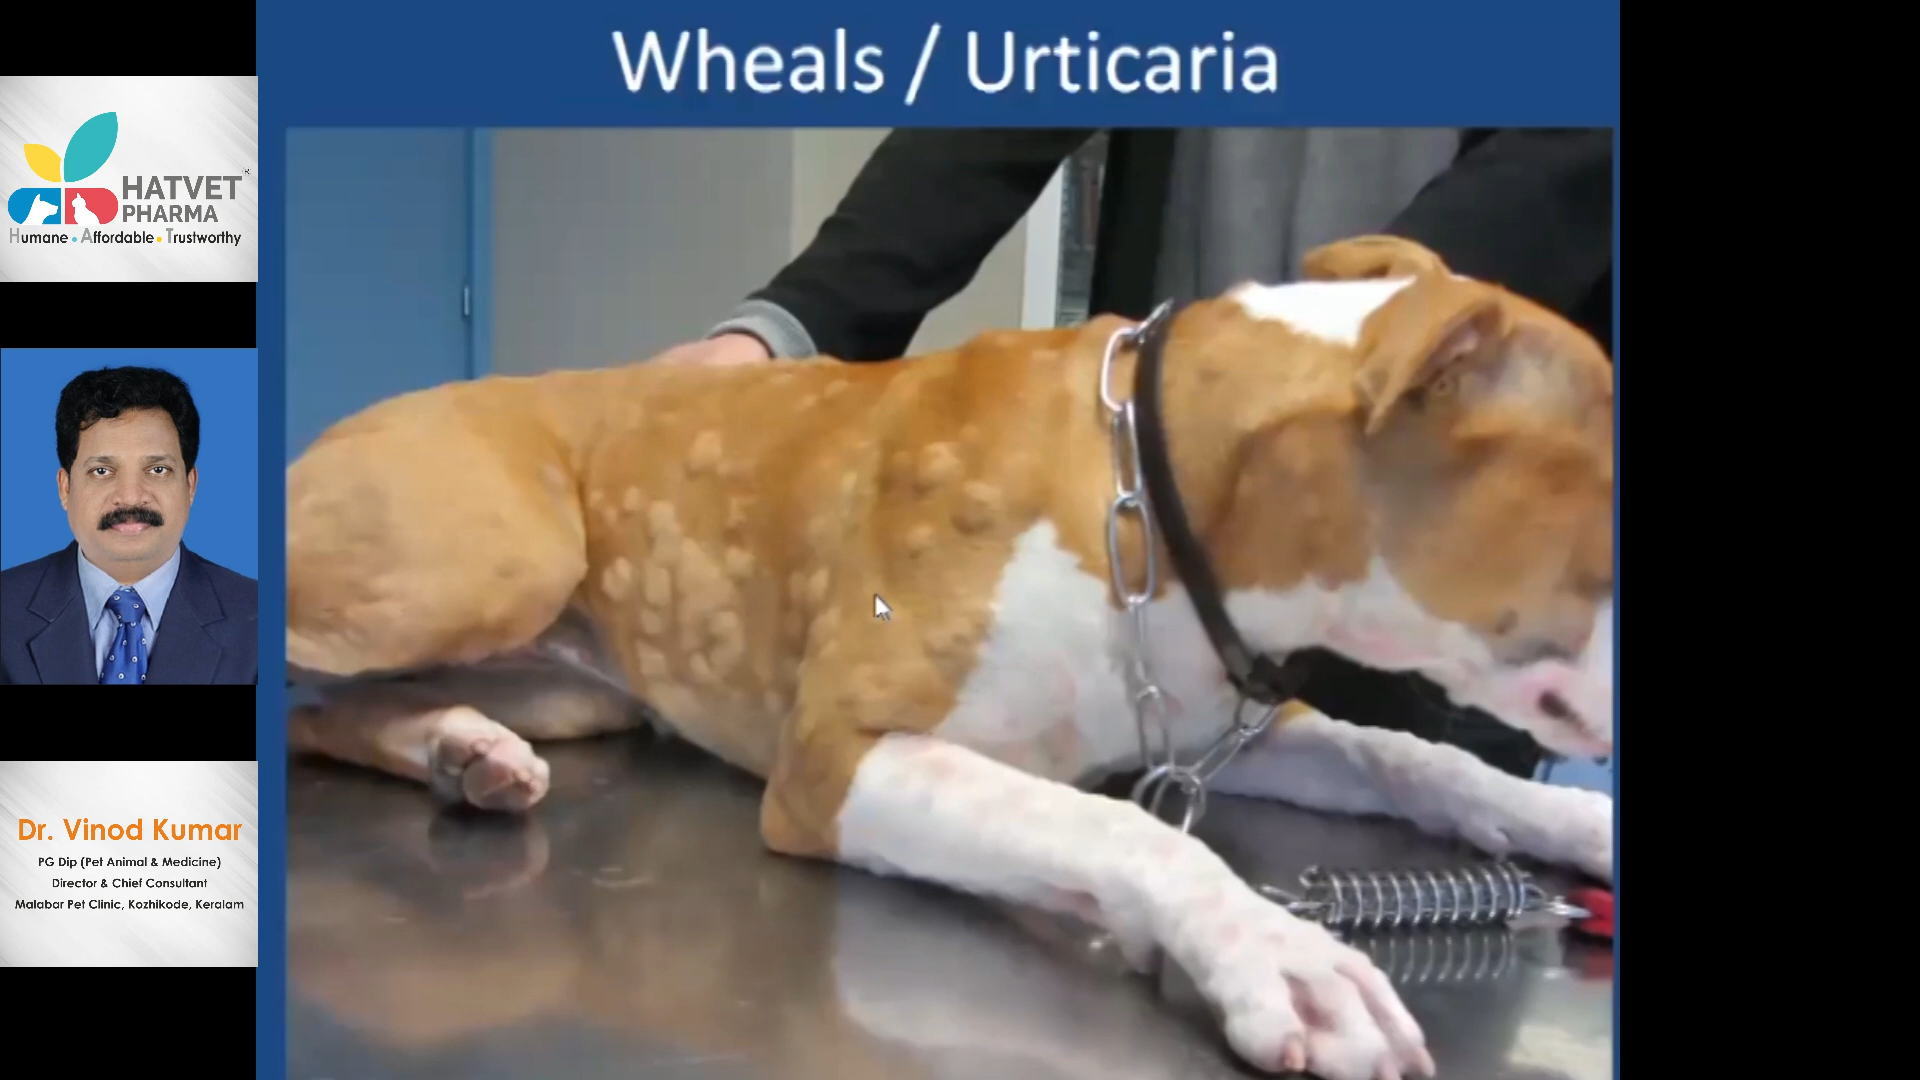 Wheals / Urticaria
HATVET®
PHARMA
Humane • Affordable • Trustworthy
Dr. Vinod Kumar
PG Dip (Pet Animal & Medicine)
Director & Chief Consultant
Malabar Pet Clinic, Kozhikode, Keralam